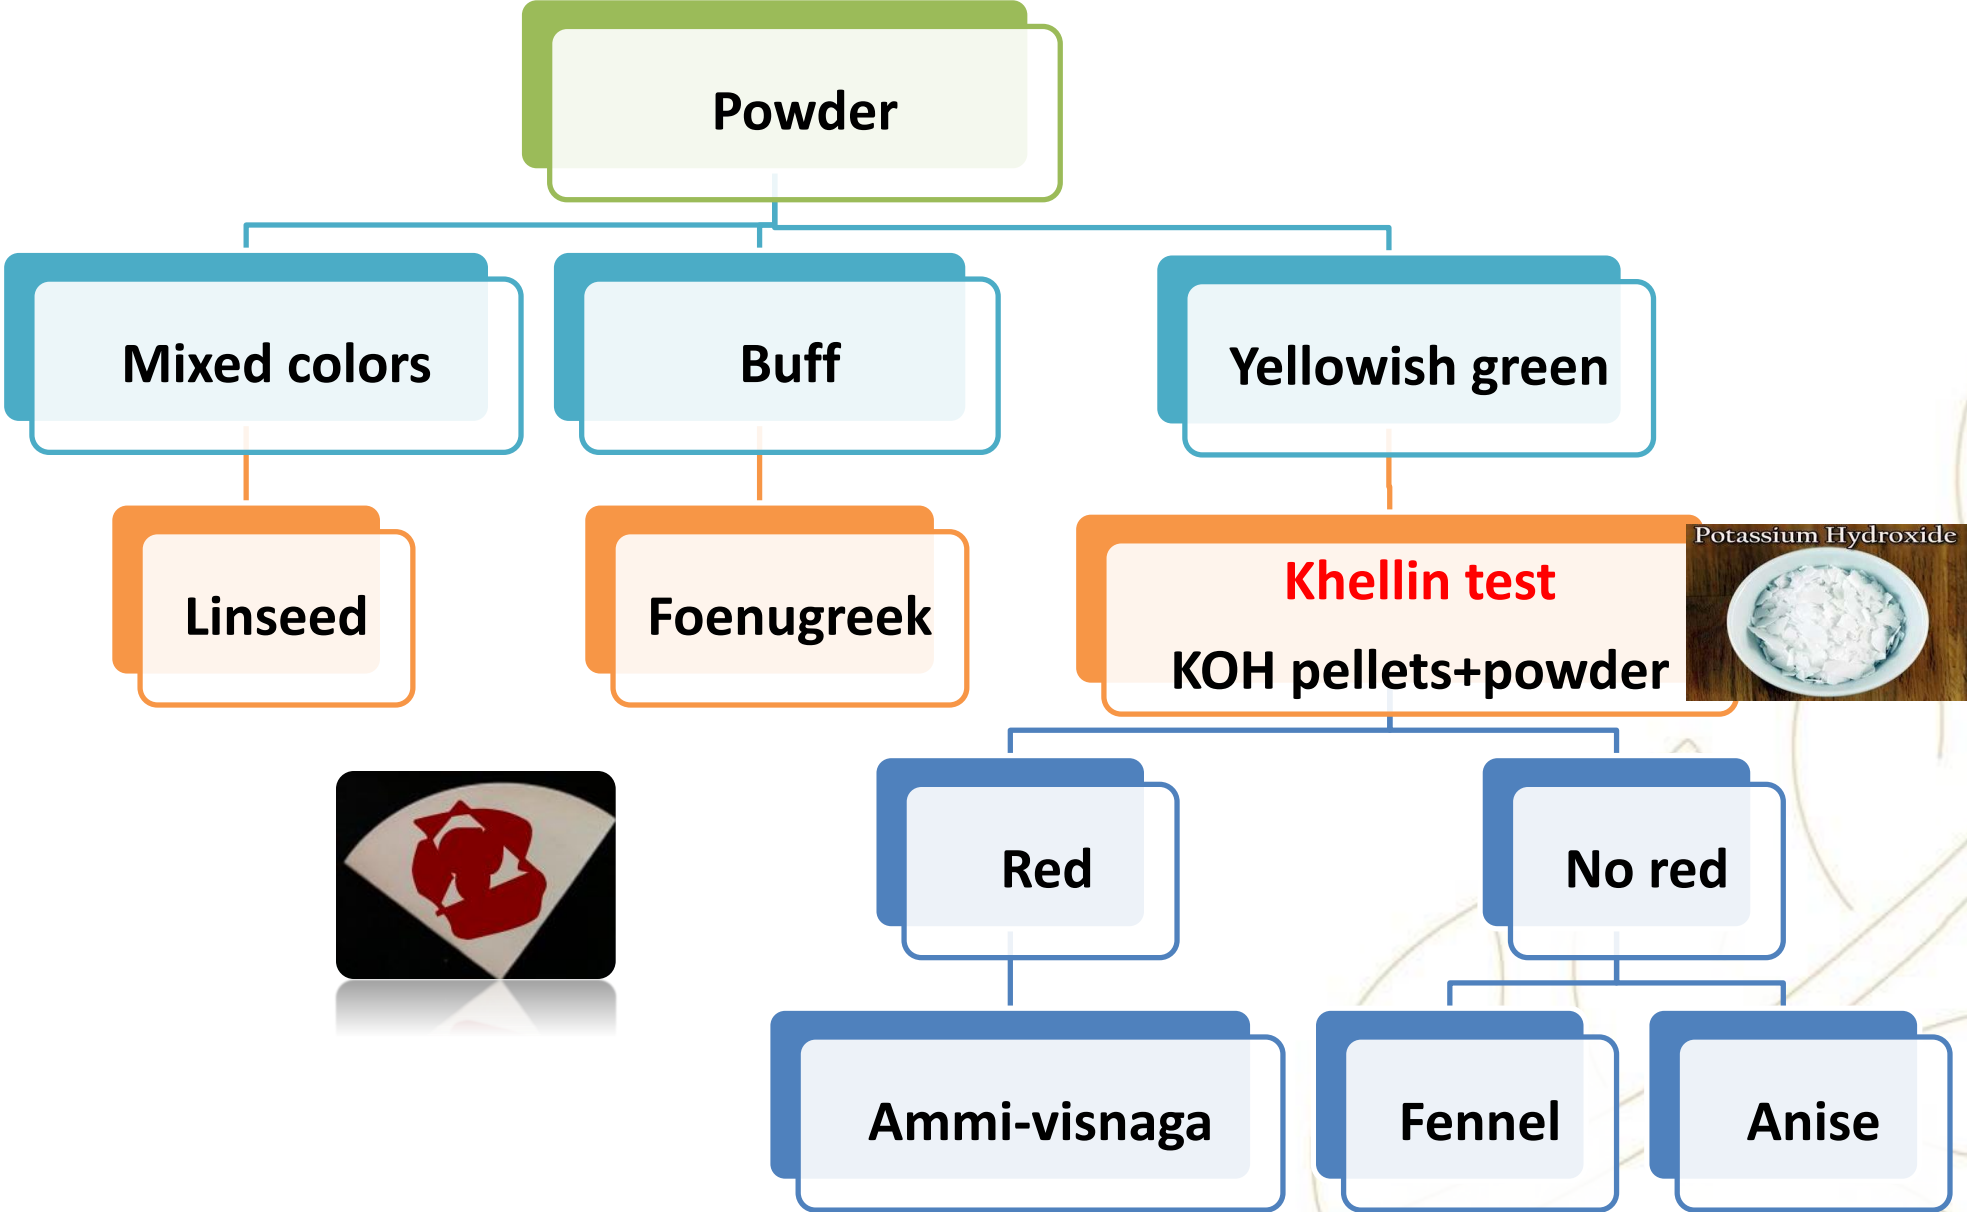 Powder
Mixed colors
Buff
Yellowish green
Linseed
Foenugreek
Khellin test
KOH pellets+powder
Potassium Hydroxide
Red
No red
Ammi-visnaga
Fennel
Anise